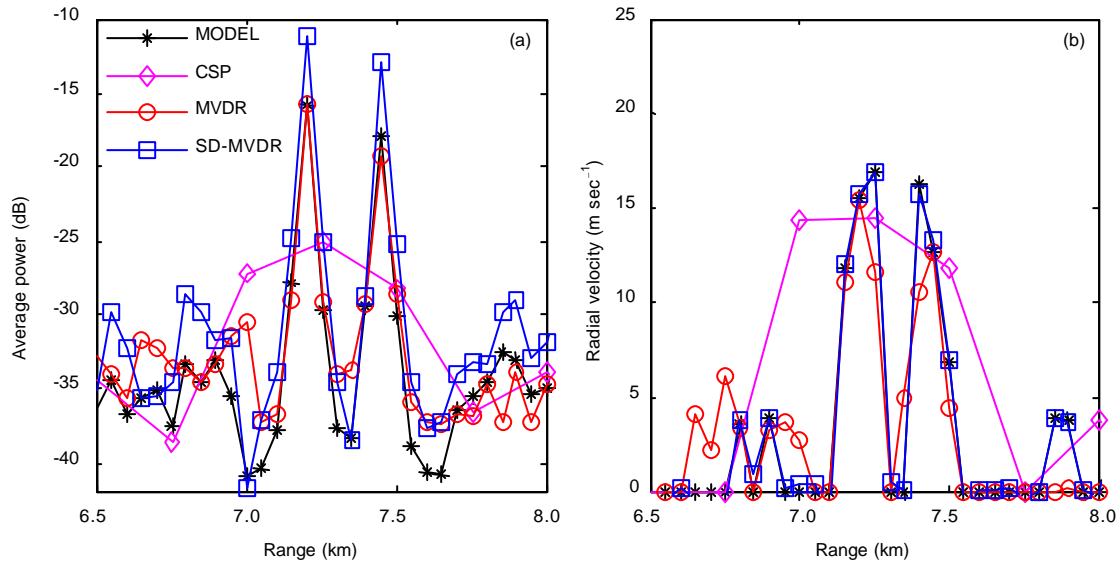 -10
-15
-20
-25
-30
-35
-40
Average power (dB)
6.5
7.0
7.5
8.0
Range (km)
MODEL
CSP
MVDR
SD-MVDR
(a)
25
20
15
10
5
0
Radial velocity (m sec⁻¹)
6.5
7.0
7.5
8.0
Range (km)
(b)